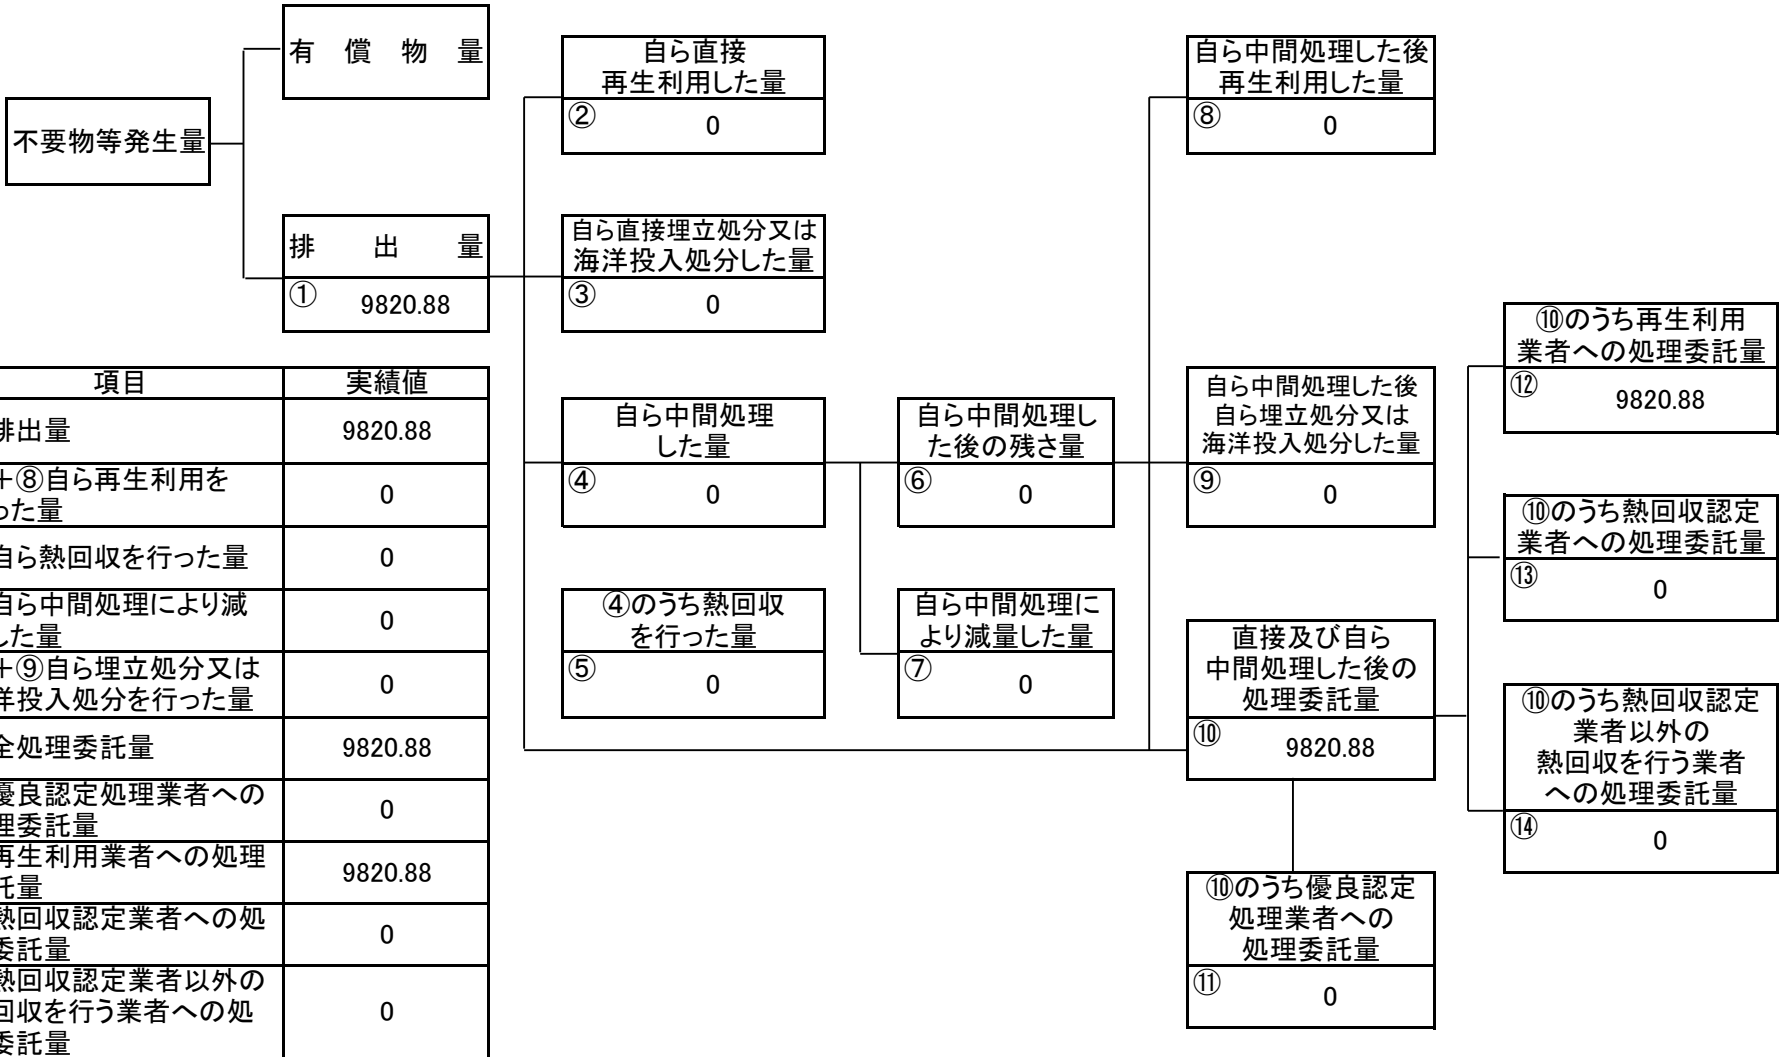 不要物等発生量
有償物量
排出量
① 9820.88
自ら直接
再生利用した量
② 0
自ら直接埋立処分又は
海洋投入処分した量
③ 0
自ら中間処理
した量
④ 0
④のうち熱回収
を行った量
⑤ 0
自ら中間処理し
た後の残さ量
⑥ 0
自ら中間処理に
より減量した量
⑦ 0
自ら中間処理した後
再生利用した量
⑧ 0
自ら中間処理した後
自ら埋立処分又は
海洋投入処分した量
⑨ 0
直接及び自ら
中間処理した後の
処理委託量
⑩ 9820.88
⑩のうち優良認定
処理業者への
処理委託量
⑪ 0
⑩のうち再生利用
業者への処理委託量
⑫ 9820.88
⑩のうち熱回収認定
業者への処理委託量
⑬ 0
⑩のうち熱回収認定
業者以外の
熱回収を行う業者
への処理委託量
⑭ 0
項目 実績値
排出量 9820.88
+⑧自ら再生利用を
った量 0
自ら熱回収を行った量 0
自ら中間処理により減
した量 0
+⑨自ら埋立処分又は
洋投入処分を行った量 0
全処理委託量 9820.88
優良認定処理業者への
理委託量 0
再生利用業者への処理
託量 9820.88
熱回収認定業者への処
委託量 0
熱回収認定業者以外の
回収を行う業者への処
委託量 0